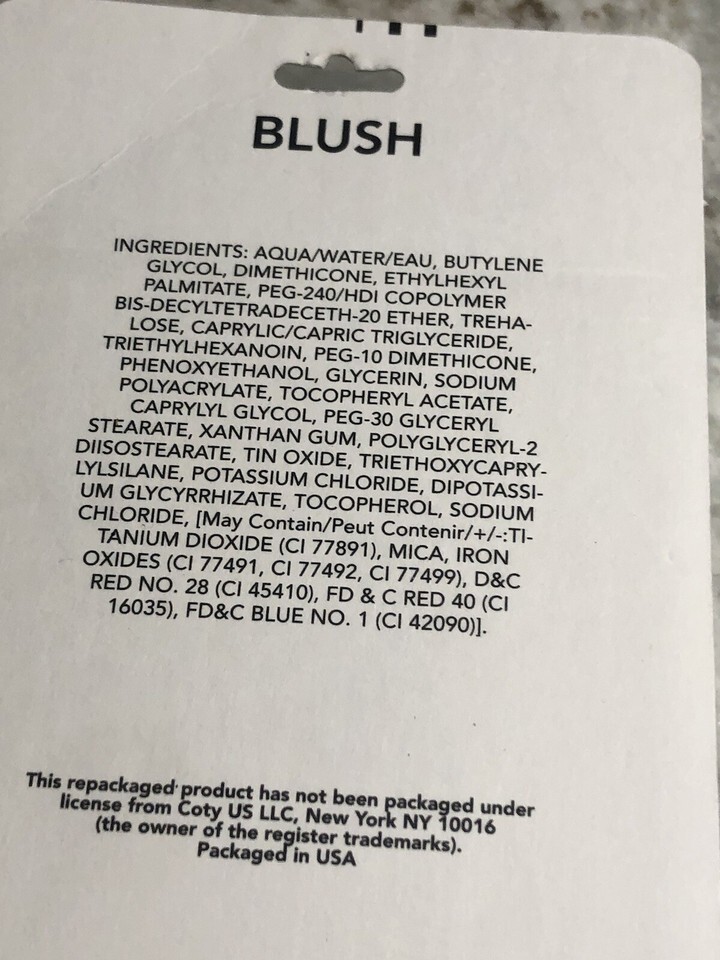 BLUSH
INGREDIENTS: AQUA/WATER/EAU, BUTYLENE
GLYCOL, DIMETHICONE, ETHYLHEXYL
PALMITATE, PEG-240/HDI COPOLYMER
BIS-DECYLTETRADECETH-20 ETHER, TREHA-
LOSE, CAPRYLIC/CAPRIC TRIGLYCERIDE,
TRIETHYLHEXANOIN, PEG-10 DIMETHICONE,
PHENOXYETHANOL, GLYCERIN, SODIUM
POLYACRYLATE, TOCOPHERYL ACETATE,
CAPRYLYL GLYCOL, PEG-30 GLYCERYL
STEARATE, XANTHAN GUM, POLYGLYCERYL-2
DIISOSTEARATE, TIN OXIDE, TRIETHOXYCAPRY-
LYLSILANE, POTASSIUM CHLORIDE, DIPOTASSI-
UM GLYCYRRHIZATE, TOCOPHEROL, SODIUM
CHLORIDE, [May Contain/Peut Contenir/+/-:TI-
TANIUM DIOXIDE (CI 77891), MICA, IRON
OXIDES (CI 77491, CI 77492, CI 77499), D&C
RED NO. 28 (CI 45410), FD & C RED 40 (CI
16035), FD&C BLUE NO. 1 (CI 42090)].
This repackaged product has not been packaged under
license from Coty US LLC, New York NY 10016
(the owner of the register trademarks).
Packaged in USA